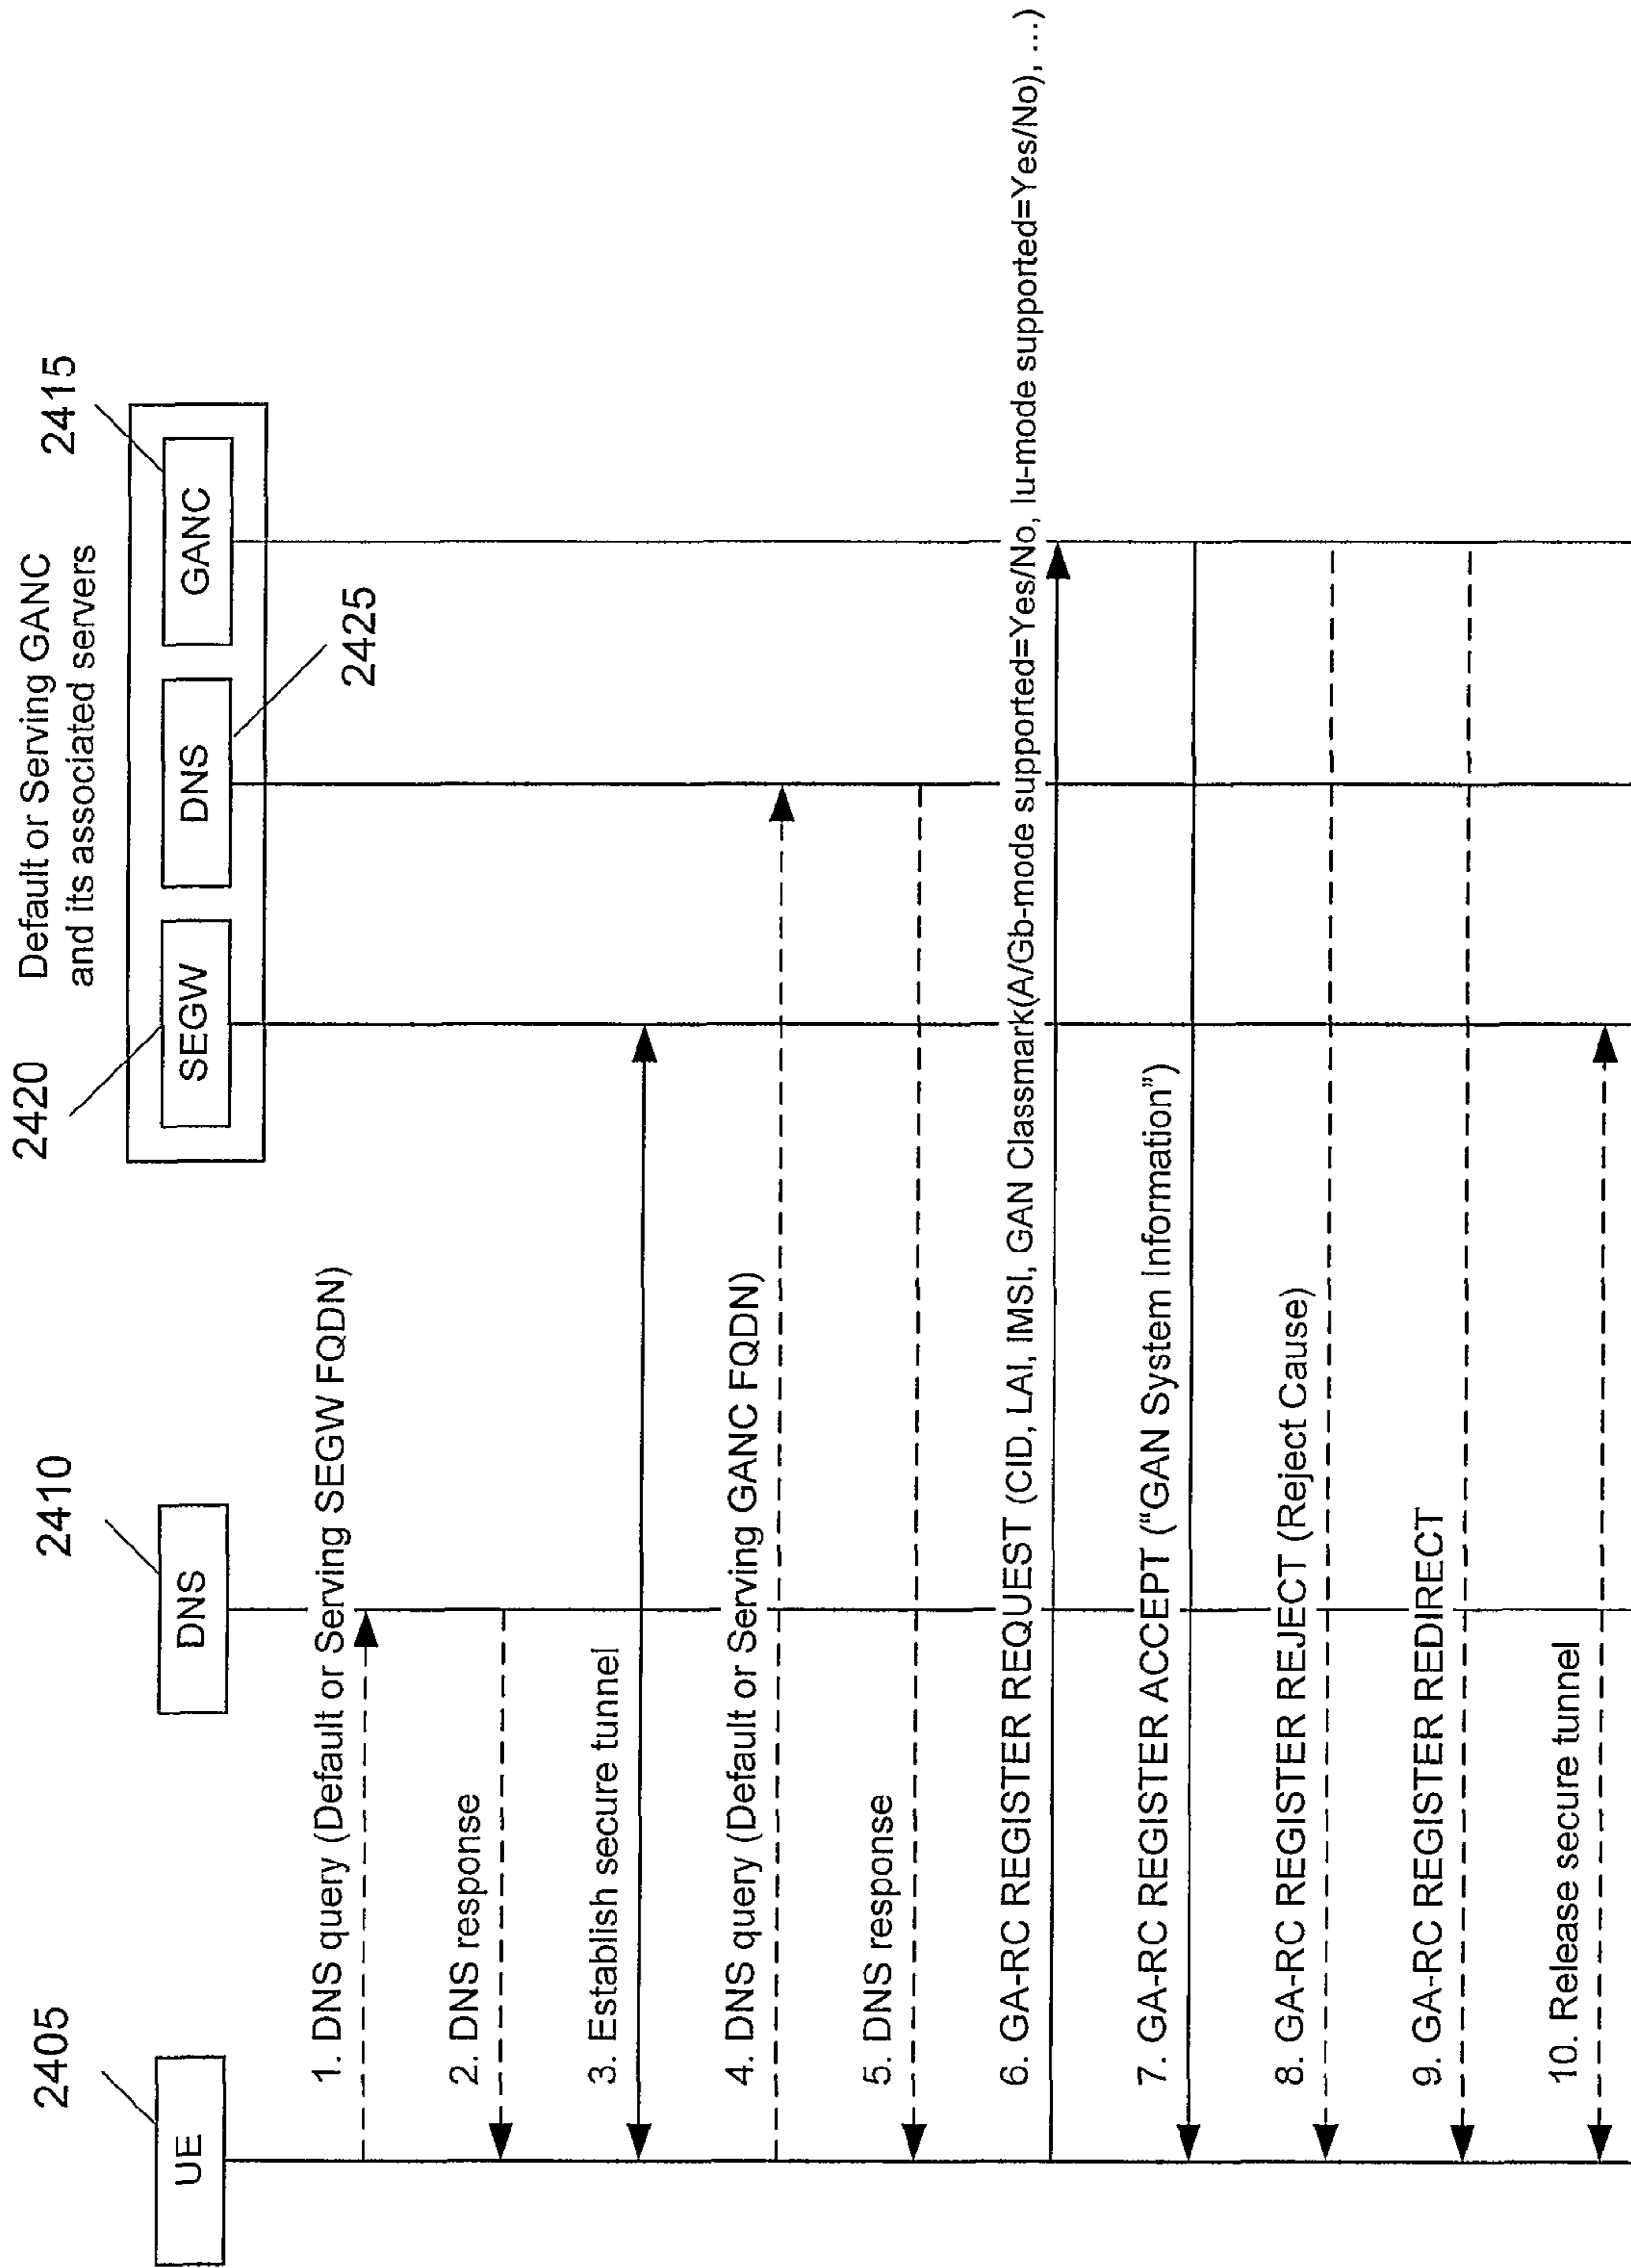 2405
2410
2420
Default or Serving GANC
and its associated servers
2415
UE
DNS
SEGW
DNS
GANC
2425
1. DNS query (Default or Serving SEGW FQDN)
2. DNS response
3. Establish secure tunnel
4. DNS query (Default or Serving GANC FQDN)
5. DNS response
6. GA-RC REGISTER REQUEST (CID, LAI, IMSI, GAN Classmark(A/Gb-mode supported=Yes/No, Iu-mode supported=Yes/No), ...)
7. GA-RC REGISTER ACCEPT (“GAN System Information”)
8. GA-RC REGISTER REJECT (Reject Cause)
9. GA-RC REGISTER REDIRECT
10. Release secure tunnel